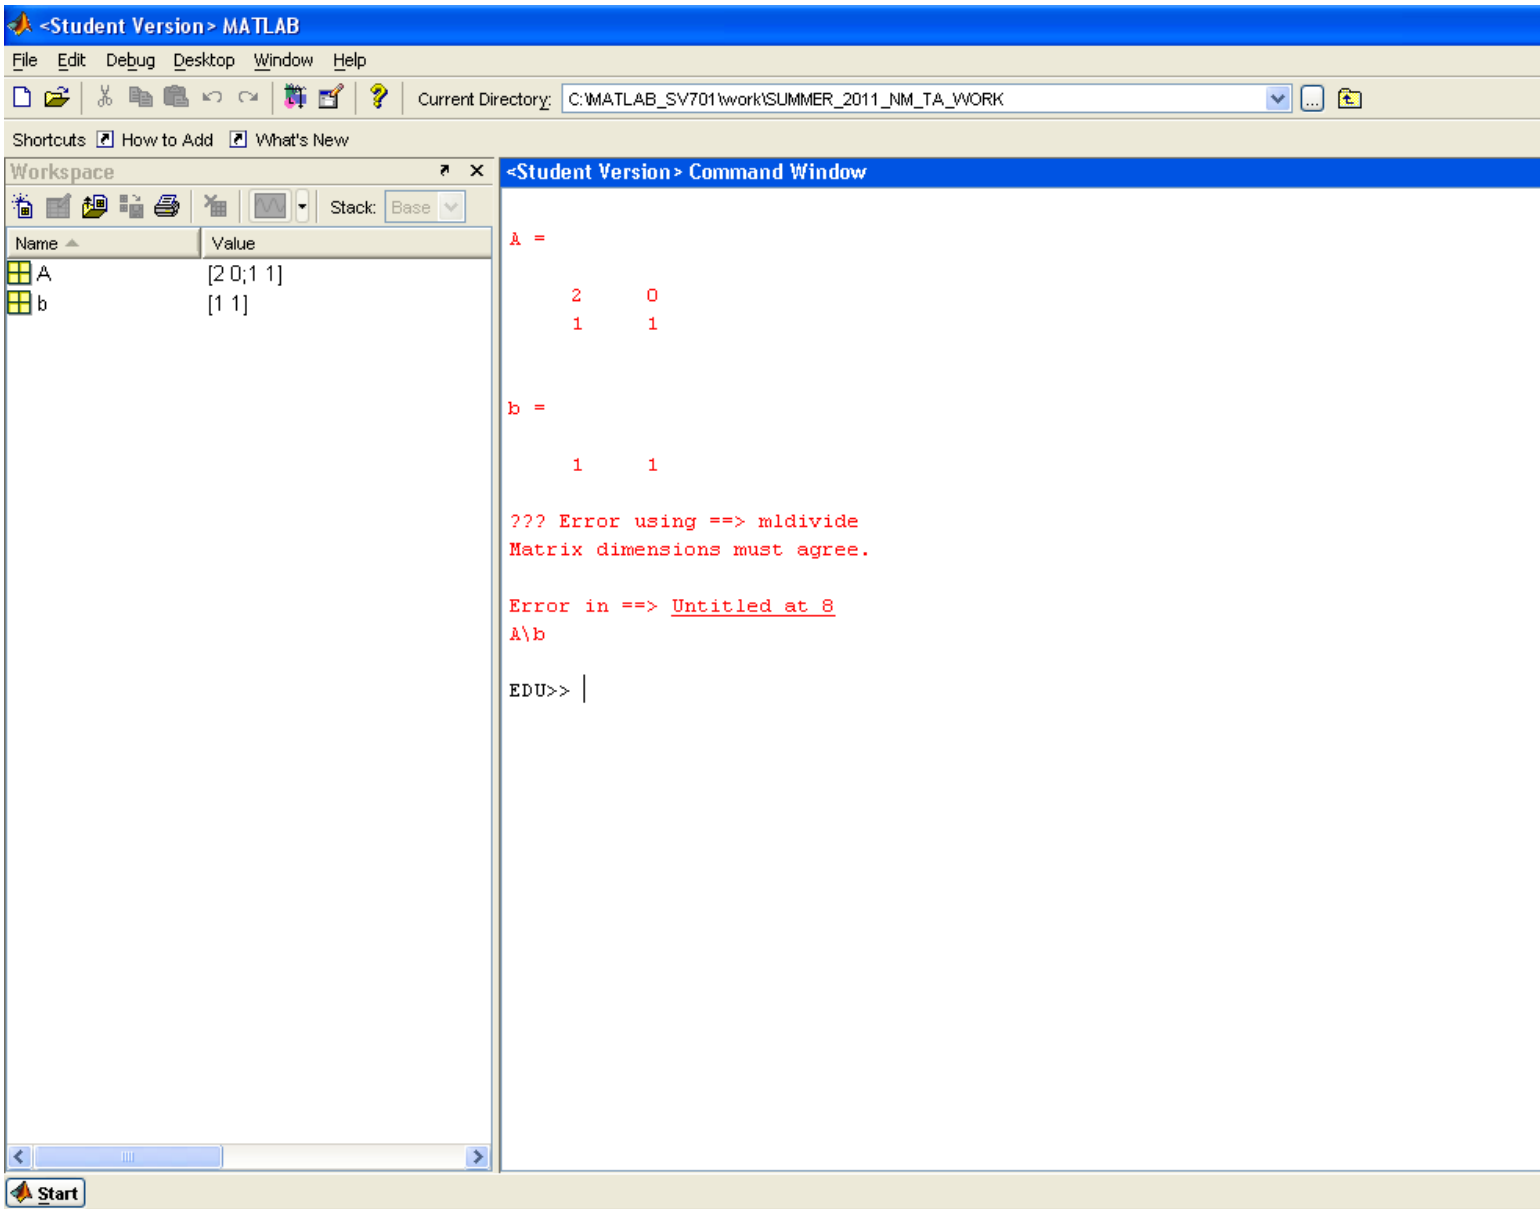 <Student Version> MATLAB
File Edit Debug Desktop Window Help
Current Directory: C:\MATLAB_SV701\work\SUMMER_2011_NM_TA_WORK ...
Shortcuts How to Add What's New
Workspace
Stack: Base
Name Value
A [2 0;1 1]
b [1 1]
<Student Version> Command Window
A =
2 0
1 1
b =
1 1
??? Error using ==> mldivide
Matrix dimensions must agree.
Error in ==> Untitled at 8
A\b
EDU>>
Start